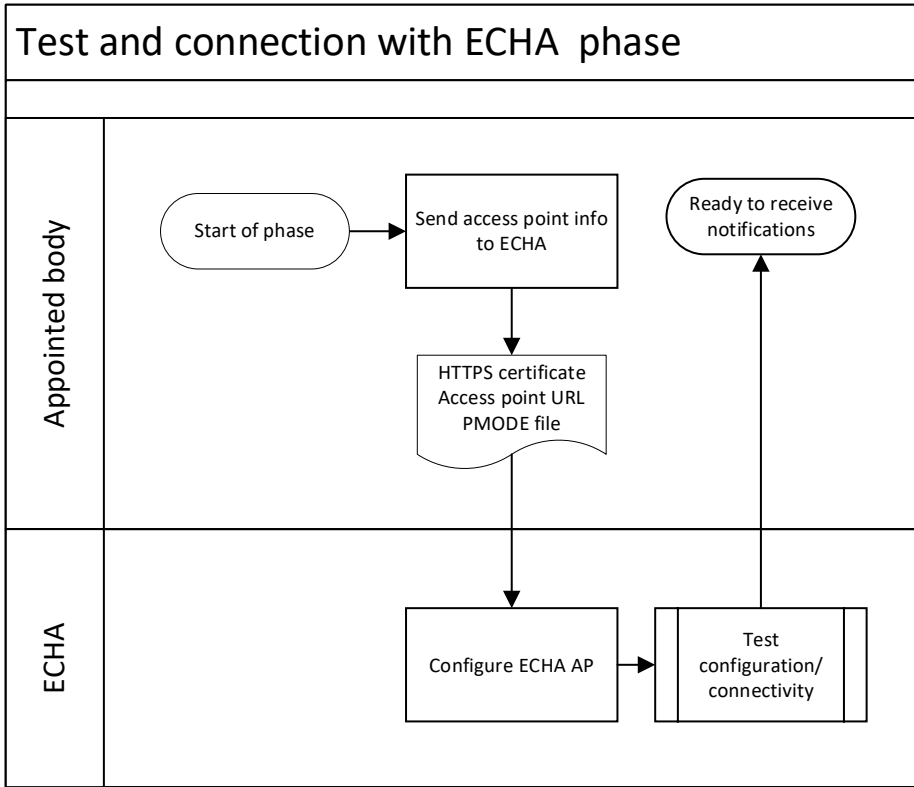 Test and connection with ECHA phase
Appointed body
Start of phase
Send access point info
to ECHA
Ready to receive
notifications
HTTPS certificate
Access point URL
PMODE file
ECHA
Configure ECHA AP
Test
configuration/
connectivity